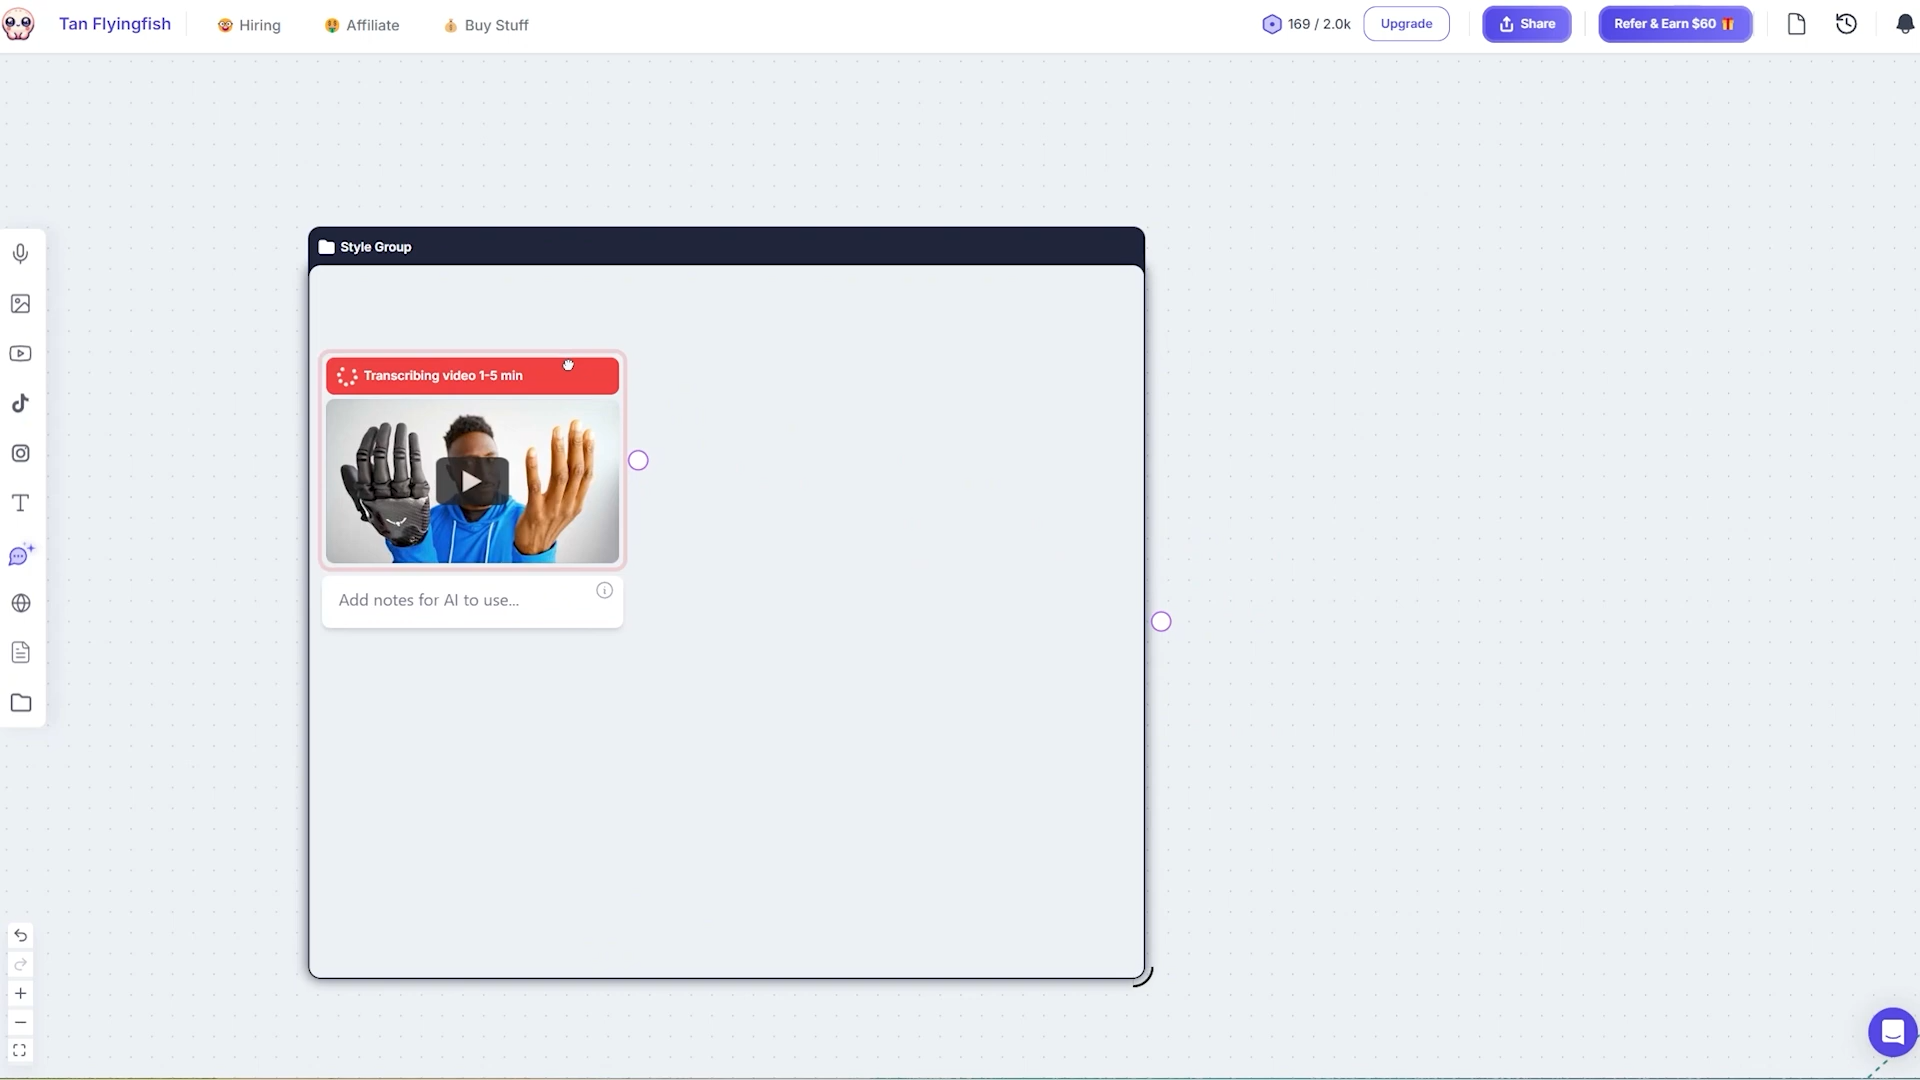 Tan Flyingfish
Hiring
Affiliate
Buy Stuff
169 / 2.0k
Upgrade
Share
Refer & Earn $60
Style Group
Transcribing video 1-5 min
Add notes for AI to use...